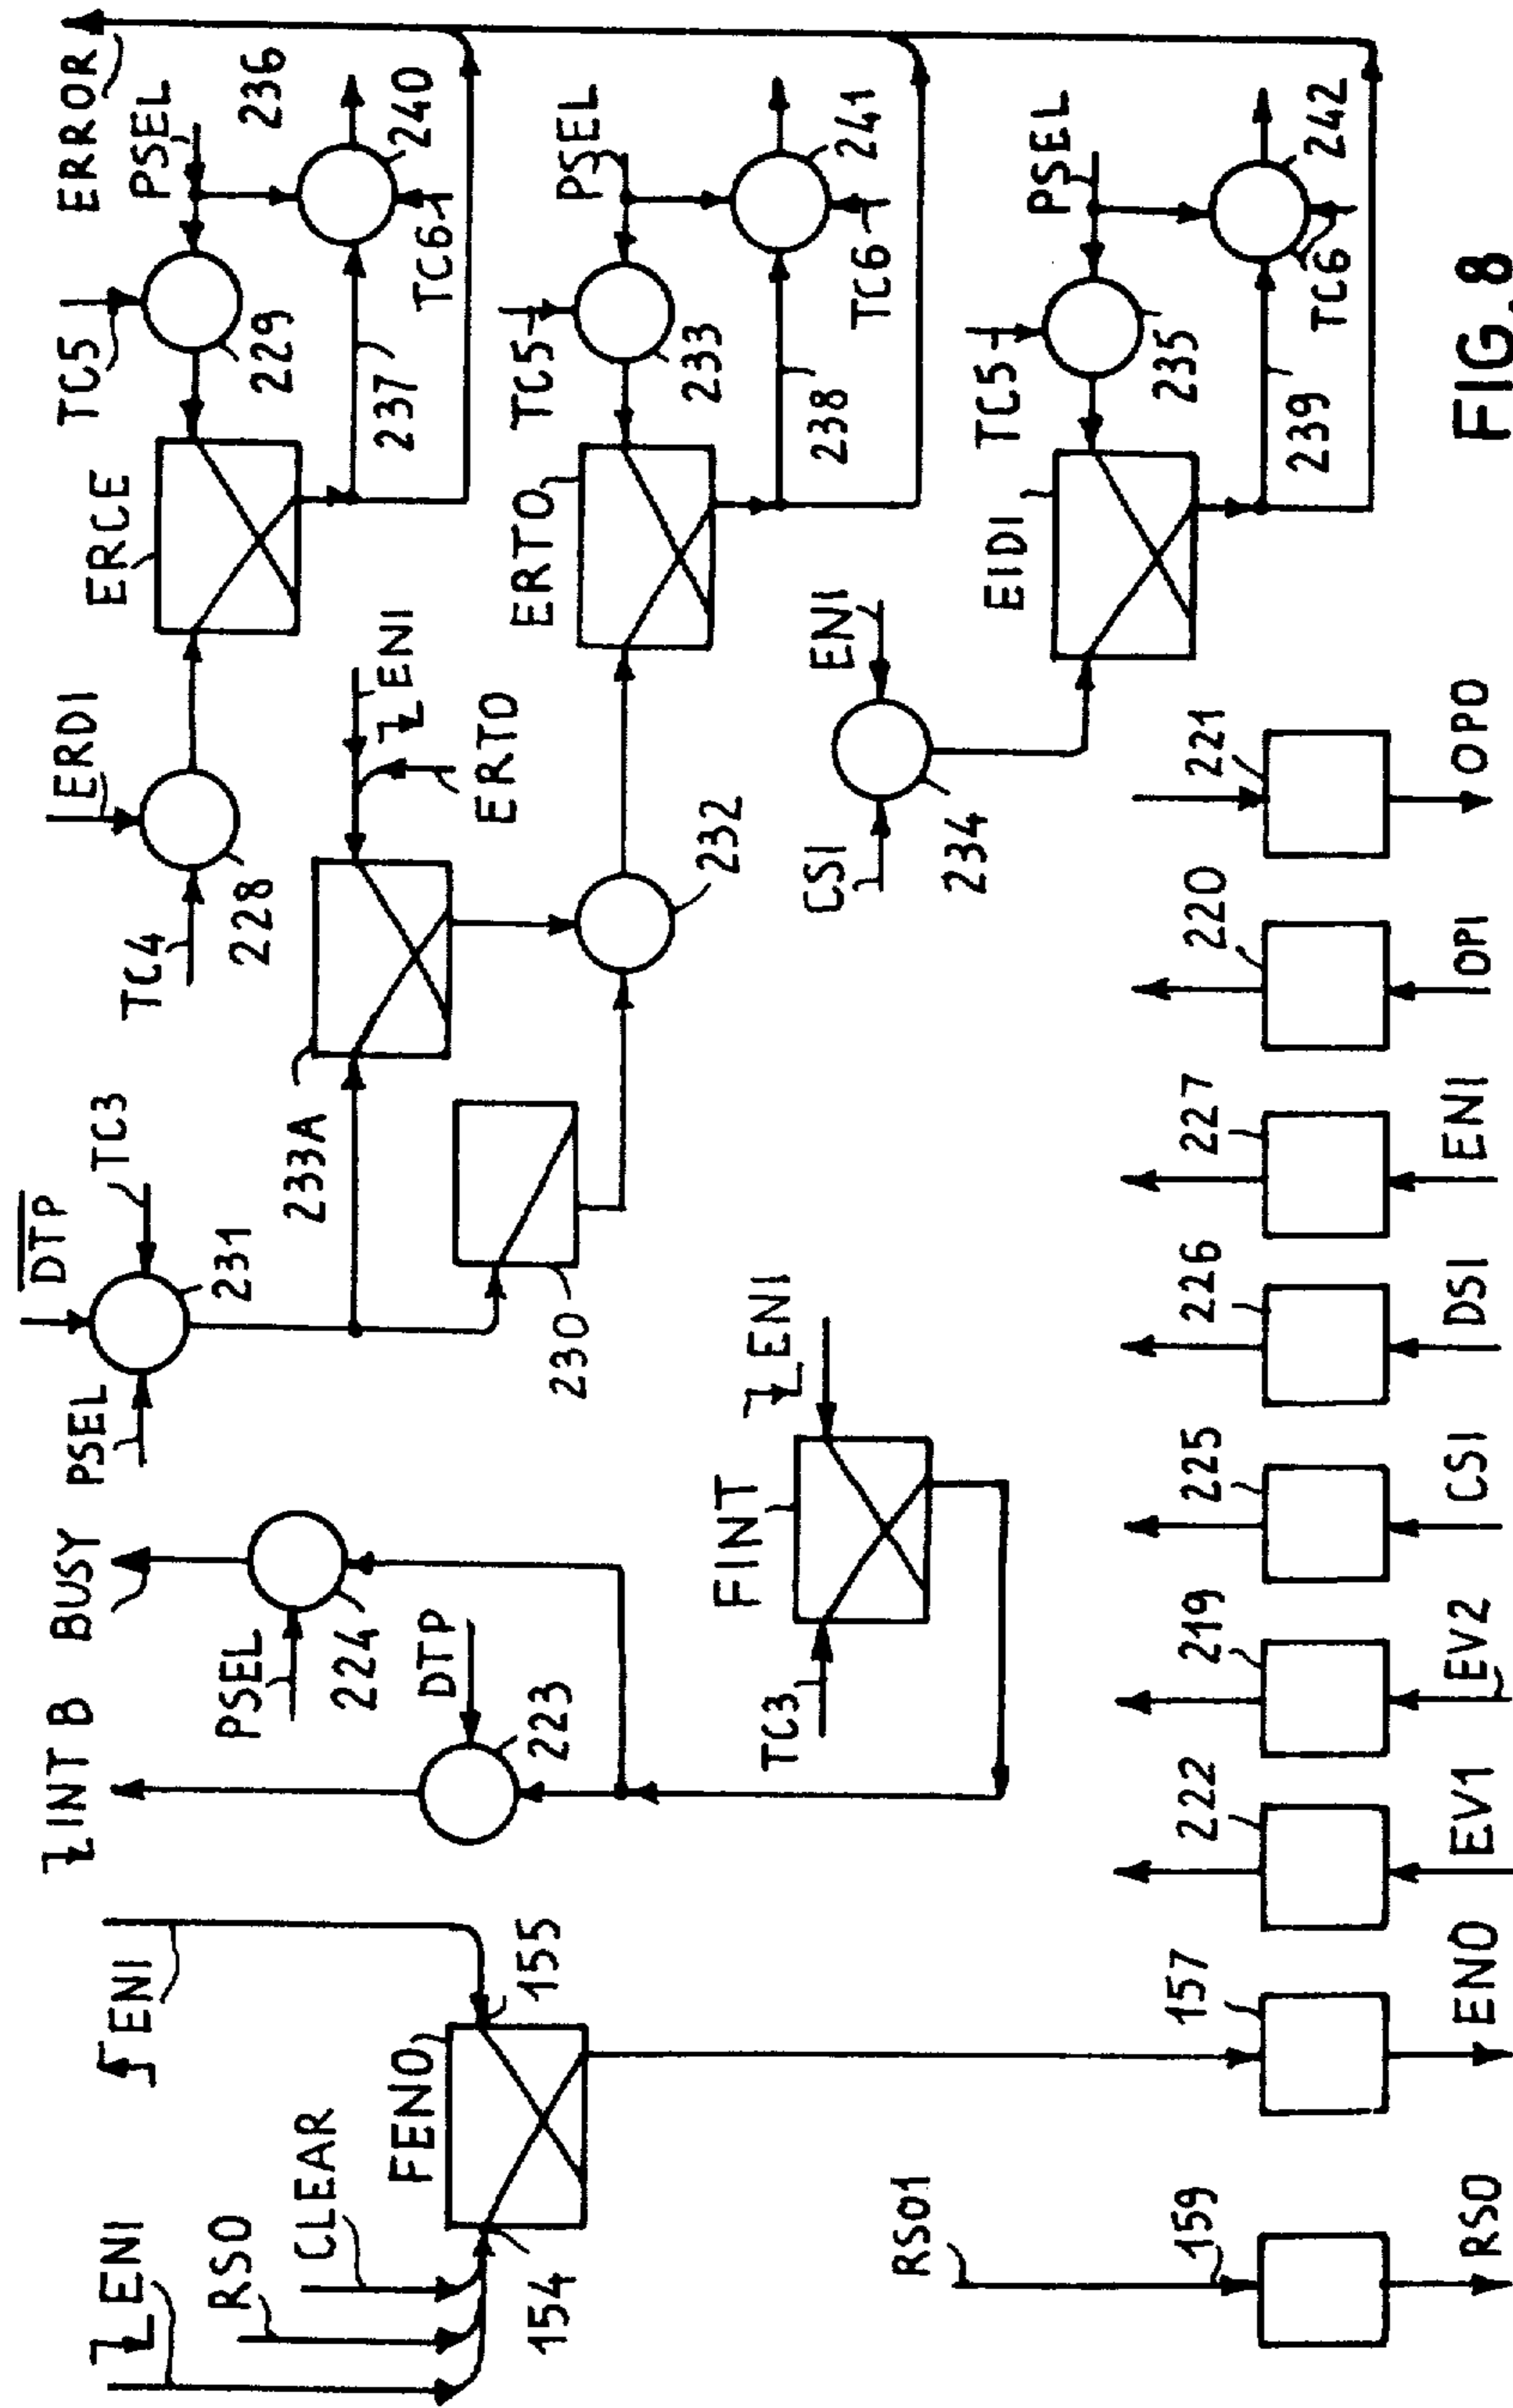 ERROR
PSEL
236
240
TC5
229
237
TC6
ERCE
ERDI
TC4
228
PSEL
241
TC5
233
238
TC6
ERTO
ENI
ERTO
233A
232
PSEL
242
TC5
235
239
TC6
EIDI
ENI
CSI
234
DTP
TC3
PSEL
231
230
BUSY
INT B
PSEL
224
DTP
223
FINT
ENI
TC3
ENI
155
FENO
CLEAR
RSO
ENI
154
RSO1
159
RSO
157
ENO
222
EV1
219
EV2
225
CSI
226
DSI
227
ENI
220
OPI
221
OPO
FIG. 8